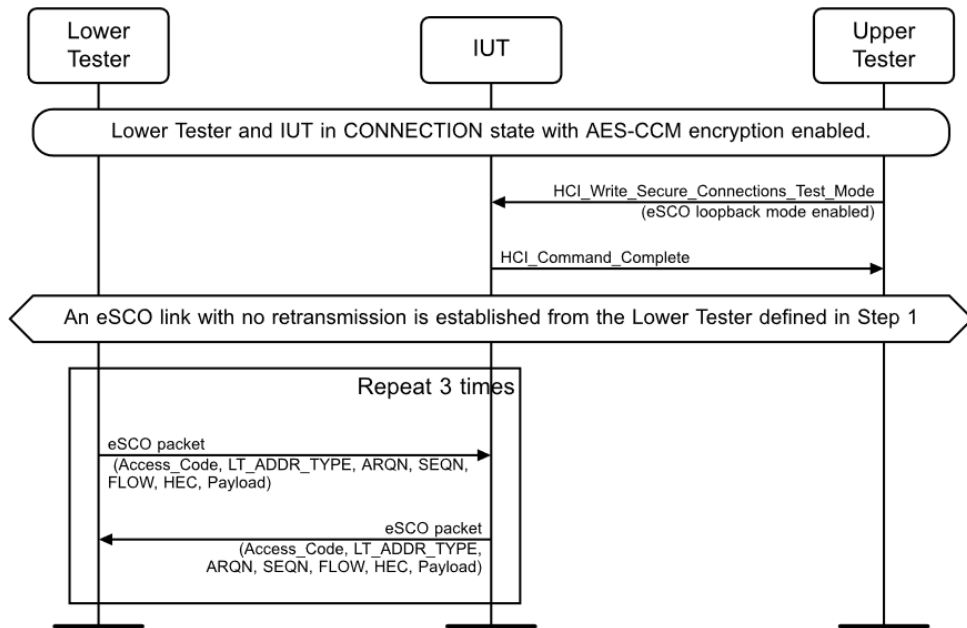 Lower
Tester
IUT
Upper
Tester
Lower Tester and IUT in CONNECTION state with AES-CCM encryption enabled.
HCI_Write_Secure_Connections_Test_Mode
(eSCO loopback mode enabled)
HCI_Command_Complete
An eSCO link with no retransmission is established from the Lower Tester defined in Step 1
Repeat 3 times
eSCO packet
(Access_Code, LT_ADDR_TYPE, ARQN, SEQN,
FLOW, HEC, Payload)
eSCO packet
(Access_Code, LT_ADDR_TYPE,
ARQN, SEQN, FLOW, HEC, Payload)